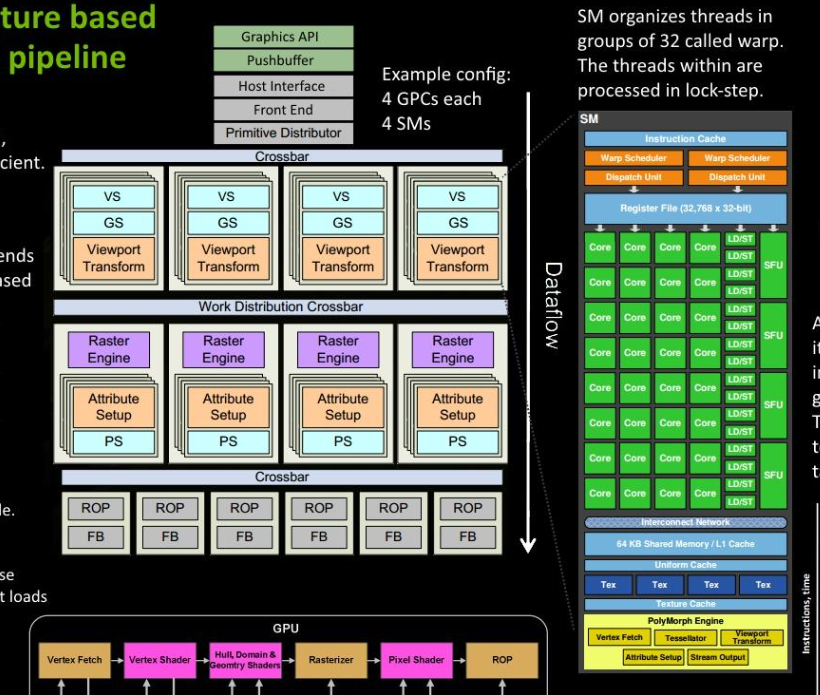 ture based
pipeline
Graphics API
Pushbuffer
Host Interface
Front End
Primitive Distributor
Example config:
4 GPCs each
4 SMs
SM organizes threads in
groups of 32 called warp.
The threads within are
processed in lock-step.
,
cient.
ends
ased
le.
se
t loads
Crossbar
VS VS VS VS
GS GS GS GS
Viewport Transform Viewport Transform Viewport Transform Viewport Transform
Work Distribution Crossbar
Raster Engine Raster Engine Raster Engine Raster Engine
Attribute Setup Attribute Setup Attribute Setup Attribute Setup
PS PS PS PS
Crossbar
ROP ROP ROP ROP ROP ROP
FB FB FB FB FB FB
Dataflow
SM
Instruction Cache
Warp Scheduler Warp Scheduler
Dispatch Unit Dispatch Unit
Register File (32,768 x 32-bit)
Core Core Core Core LD/ST LD/ST SFU
Core Core Core Core LD/ST LD/ST
Core Core Core Core LD/ST LD/ST SFU
Core Core Core Core LD/ST LD/ST
Core Core Core Core LD/ST LD/ST SFU
Core Core Core Core LD/ST LD/ST
Core Core Core Core LD/ST LD/ST SFU
Core Core Core Core LD/ST LD/ST
Interconnect Network
64 KB Shared Memory / L1 Cache
Uniform Cache
Tex Tex Tex Tex
Texture Cache
PolyMorph Engine
Vertex Fetch Tessellator Viewport Transform
Attribute Setup Stream Output
A
it
in
g
T
t
Instructions, time
GPU
Vertex Fetch Vertex Shader Hull, Domain & Geomtry Shaders Rasterizer Pixel Shader ROP